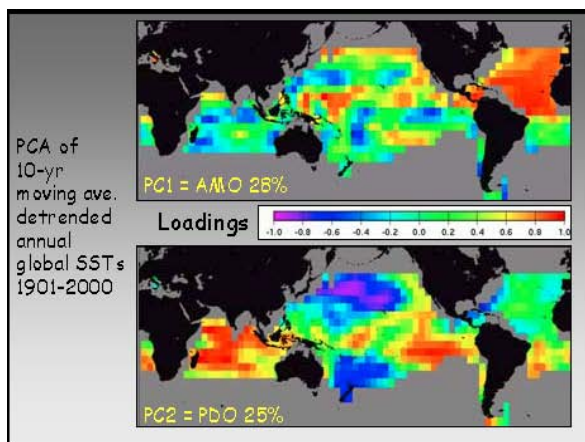 PCA of
10-yr
moving ave.
detrended
annual
global SSTs
1901-2000
PC1 = AMO 26%
Loadings
-1.0 -0.8 -0.6 -0.4 -0.2 0.0 0.2 0.4 0.6 0.8 1.0
PC2 = PDO 25%